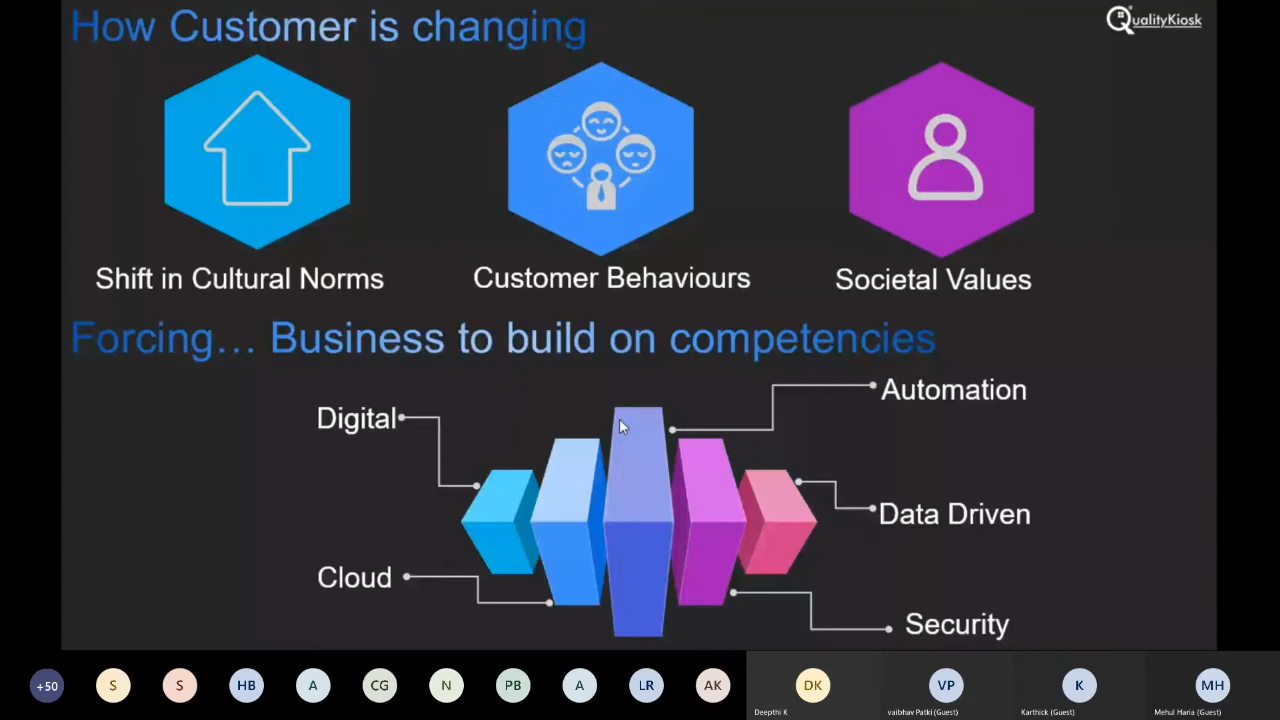 How Customer is changing
QualityKiosk
Shift in Cultural Norms
Customer Behaviours
Societal Values
Forcing... Business to build on competencies
Automation
Digital
Data Driven
Cloud
Security
+50
S
S
HB
A
CG
N
PB
A
LR
AK
DK
VP
K
MH
Deepthi K
vaibhav Patki (Guest)
Karthick (Guest)
Mehul Haria (Guest)